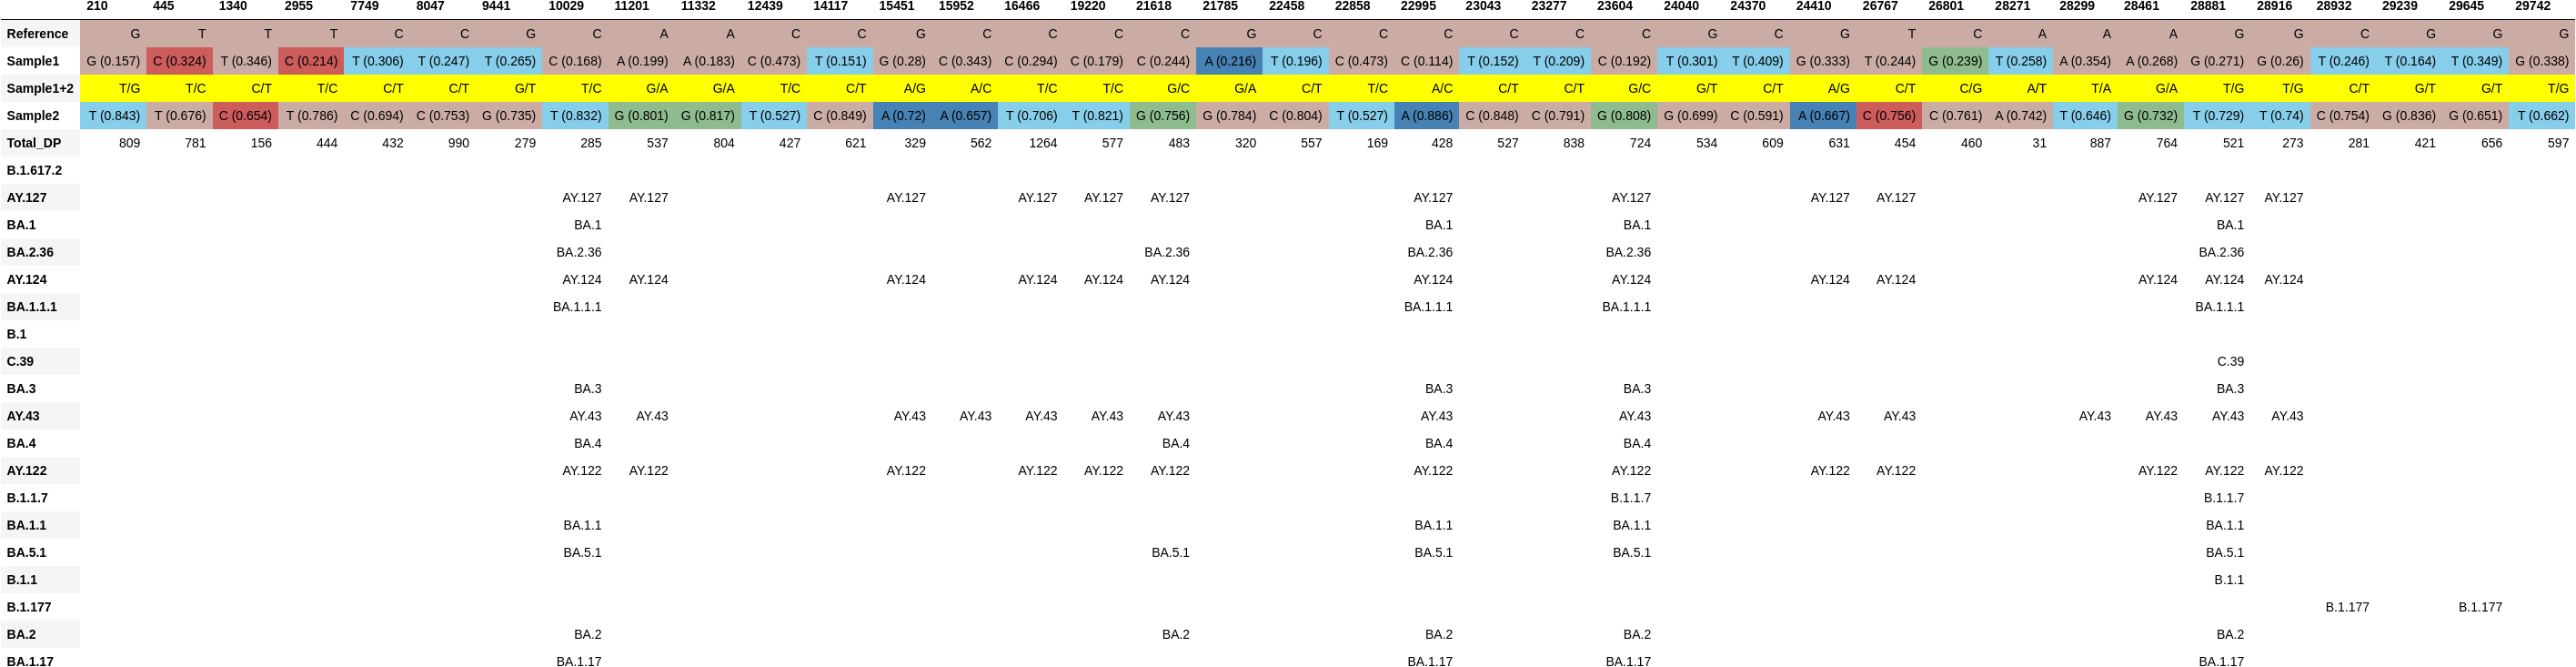 210 445 1340 2955 7749 8047 9441 10029 11201 11332 12439 14117 15451 15952 16466 19220 21618 21785 22458 22858 22995 23043 23277 23604 24040 24370 24410 26767 26801 28271 28299 28461 28881 28916 28932 29239 29645 29742
Reference G T T T C C G C A A C C G C C C C G C C C C C C G C G T C A A A G G C G G G
Sample1 G (0.157) C (0.324) T (0.346) C (0.214) T (0.306) T (0.247) T (0.265) C (0.168) A (0.199) A (0.183) C (0.473) T (0.151) G (0.28) C (0.343) C (0.294) C (0.179) C (0.244) A (0.216) T (0.196) C (0.473) C (0.114) T (0.152) T (0.209) C (0.192) T (0.301) T (0.409) G (0.333) T (0.244) G (0.239) T (0.258) A (0.354) A (0.268) G (0.271) G (0.26) T (0.246) T (0.164) T (0.349) G (0.338)
Sample1+2 T/G T/C C/T T/C C/T C/T G/T T/C G/A G/A T/C C/T A/G A/C T/C T/C G/C G/A C/T T/C A/C C/T C/T G/C G/T C/T A/G C/T C/G A/T T/A G/A T/G T/G C/T G/T G/T T/G
Sample2 T (0.843) T (0.676) C (0.654) T (0.786) C (0.694) C (0.753) G (0.735) T (0.832) G (0.801) G (0.817) T (0.527) C (0.849) A (0.72) A (0.657) T (0.706) T (0.821) G (0.756) G (0.784) C (0.804) T (0.527) A (0.886) C (0.848) C (0.791) G (0.808) G (0.699) C (0.591) A (0.667) C (0.756) C (0.761) A (0.742) T (0.646) G (0.732) T (0.729) T (0.74) C (0.754) G (0.836) G (0.651) T (0.662)
Total_DP 809 781 156 444 432 990 279 285 537 804 427 621 329 562 1264 577 483 320 557 169 428 527 838 724 534 609 631 454 460 31 887 764 521 273 281 421 656 597
B.1.617.2
AY.127 AY.127 AY.127 AY.127 AY.127 AY.127 AY.127 AY.127 AY.127 AY.127 AY.127 AY.127 AY.127 AY.127
BA.1 BA.1 BA.1 BA.1 BA.1
BA.2.36 BA.2.36 BA.2.36 BA.2.36 BA.2.36 BA.2.36
AY.124 AY.124 AY.124 AY.124 AY.124 AY.124 AY.124 AY.124 AY.124 AY.124 AY.124 AY.124 AY.124 AY.124
BA.1.1.1 BA.1.1.1 BA.1.1.1 BA.1.1.1 BA.1.1.1
B.1
C.39 C.39
BA.3 BA.3 BA.3 BA.3 BA.3
AY.43 AY.43 AY.43 AY.43 AY.43 AY.43 AY.43 AY.43 AY.43 AY.43 AY.43 AY.43 AY.43 AY.43 AY.43 AY.43
BA.4 BA.4 BA.4 BA.4 BA.4
AY.122 AY.122 AY.122 AY.122 AY.122 AY.122 AY.122 AY.122 AY.122 AY.122 AY.122 AY.122 AY.122 AY.122
B.1.1.7 B.1.1.7 B.1.1.7
BA.1.1 BA.1.1 BA.1.1 BA.1.1 BA.1.1
BA.5.1 BA.5.1 BA.5.1 BA.5.1 BA.5.1 BA.5.1
B.1.1 B.1.1
B.1.177 B.1.177 B.1.177
BA.2 BA.2 BA.2 BA.2 BA.2 BA.2
BA.1.17 BA.1.17 BA.1.17 BA.1.17 BA.1.17